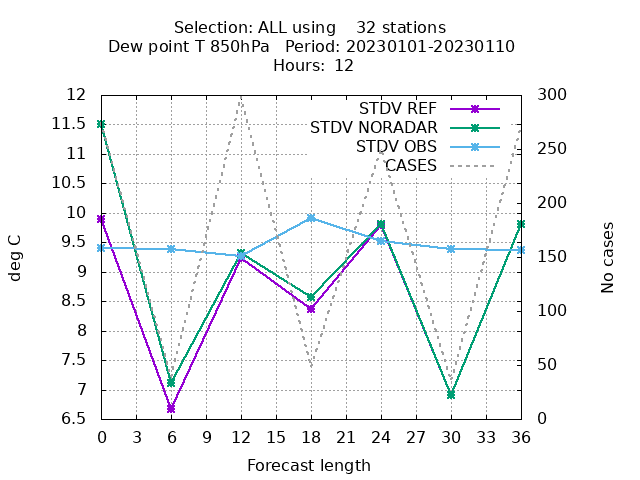 Selection: ALL using    32 stations
Dew point T 850hPa   Period: 20230101-20230110
Hours:  12
12 300
STDV REF
11.5
STDV NORADAR
11 250
STDV OBS
CASES
10.5
10 200
9.5
deg C
9 150
No cases
8.5
8 100
7.5
7 50
6.5 0
0 3 6 9 12 15 18 21 24 27 30 33 36
Forecast length